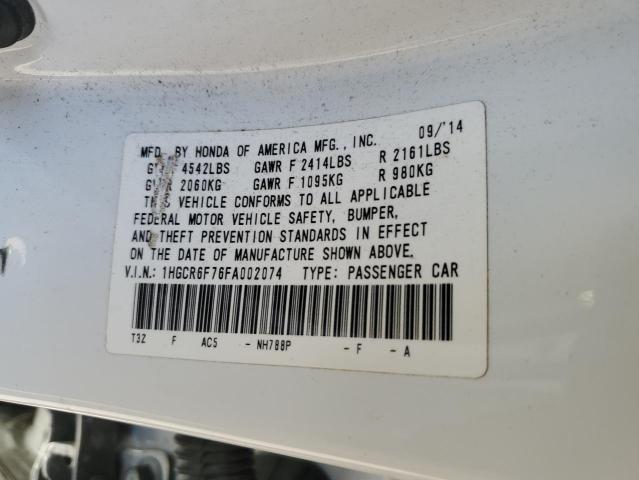 MFD. BY HONDA OF AMERICA MFG., INC. 09/'14
4542LBS GAWR F 2414LBS R 2161LBS
2060KG GAWR F 1095KG R 980KG
THIS VEHICLE CONFORMS TO ALL APPLICABLE
FEDERAL MOTOR VEHICLE SAFETY, BUMPER,
AND THEFT PREVENTION STANDARDS IN EFFECT
ON THE DATE OF MANUFACTURE SHOWN ABOVE.
V.I.N.: 1HGCR6F76FA002074 TYPE: PASSENGER CAR
T3Z F AC5 - NH788P - F - A